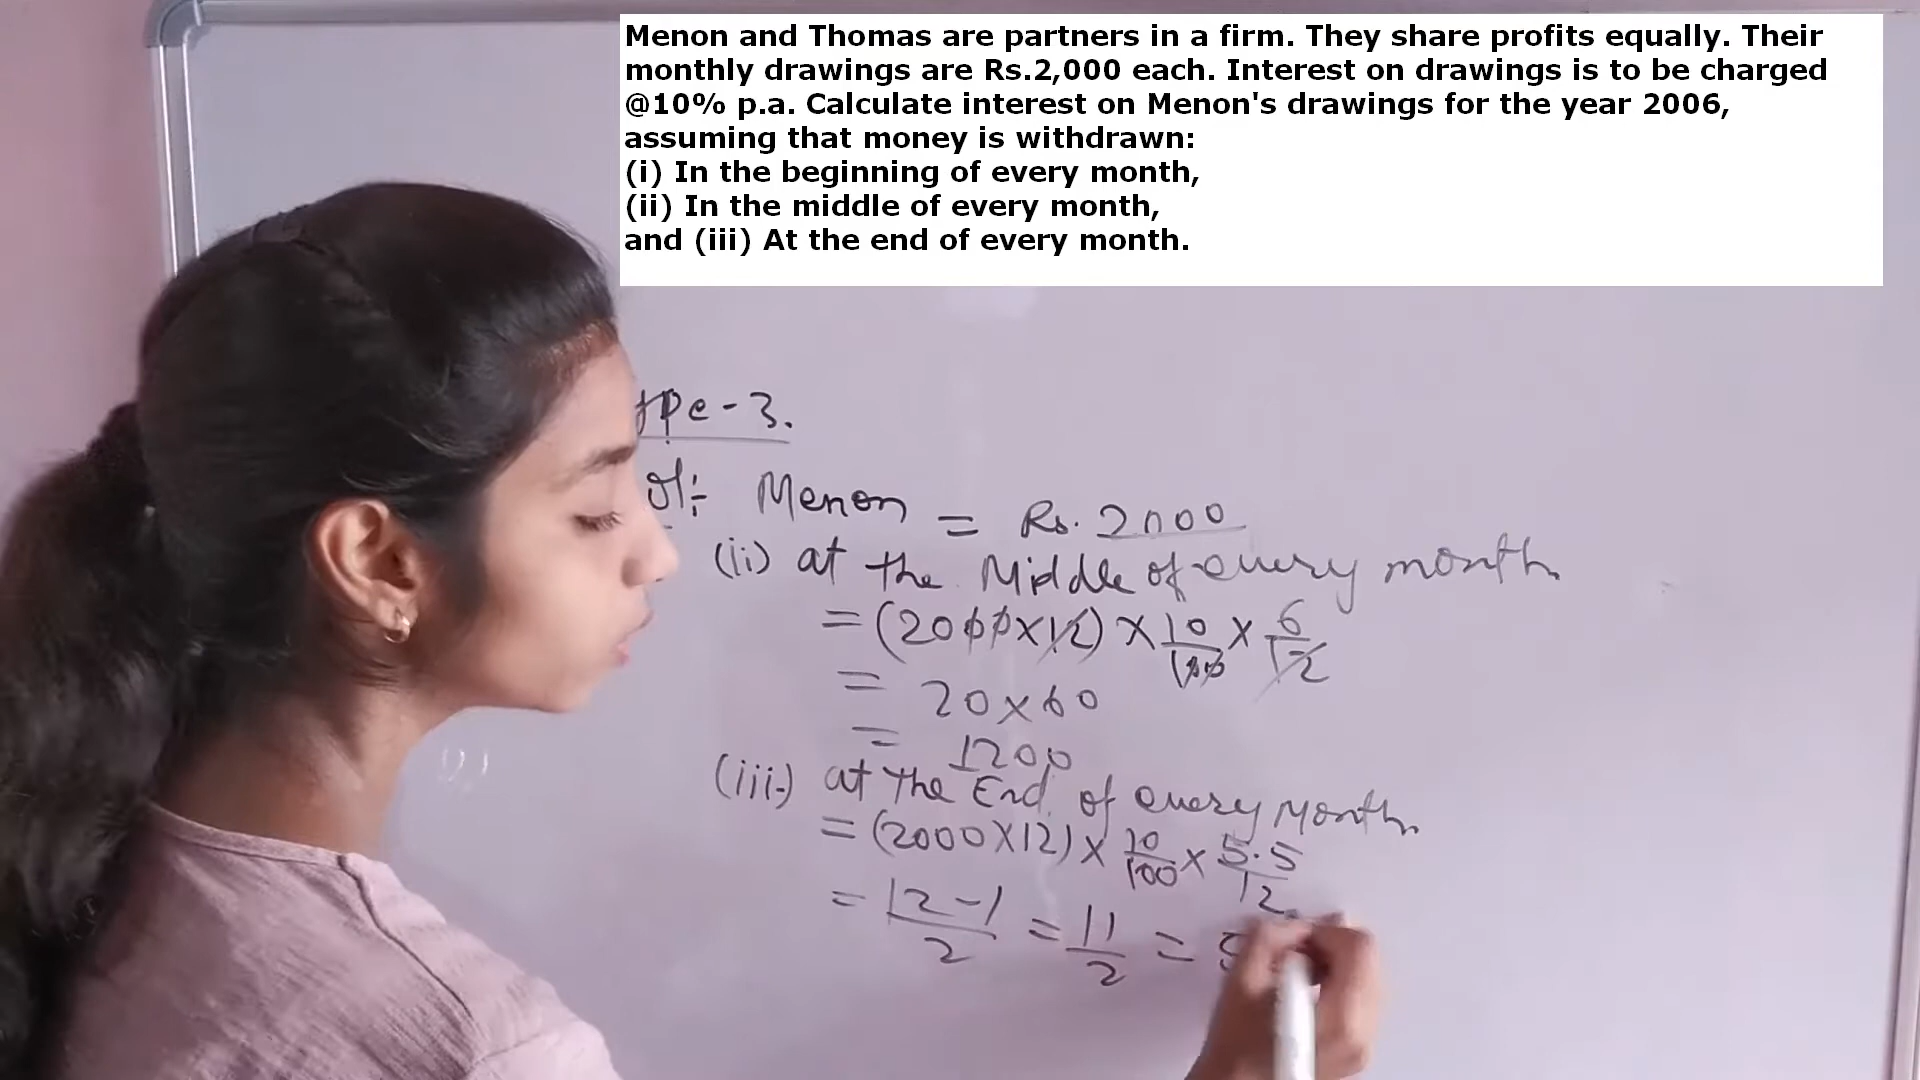 Menon and Thomas are partners in a firm. They share profits equally. Their
monthly drawings are Rs.2,000 each. Interest on drawings is to be charged
@10% p.a. Calculate interest on Menon's drawings for the year 2006,
assuming that money is withdrawn:
(i) In the beginning of every month,
(ii) In the middle of every month,
and (iii) At the end of every month.
ype-3.
ol:- Menon = Rs. 2000
(ii) at the Middle of every month
= (2000×12) × 10/100 × 6/12
= 20×60
= 1200
(iii.) at The End of every Month
= (2000×12) × 10/100 × 5.5/12
= 12-1/2 = 11/2 = 5